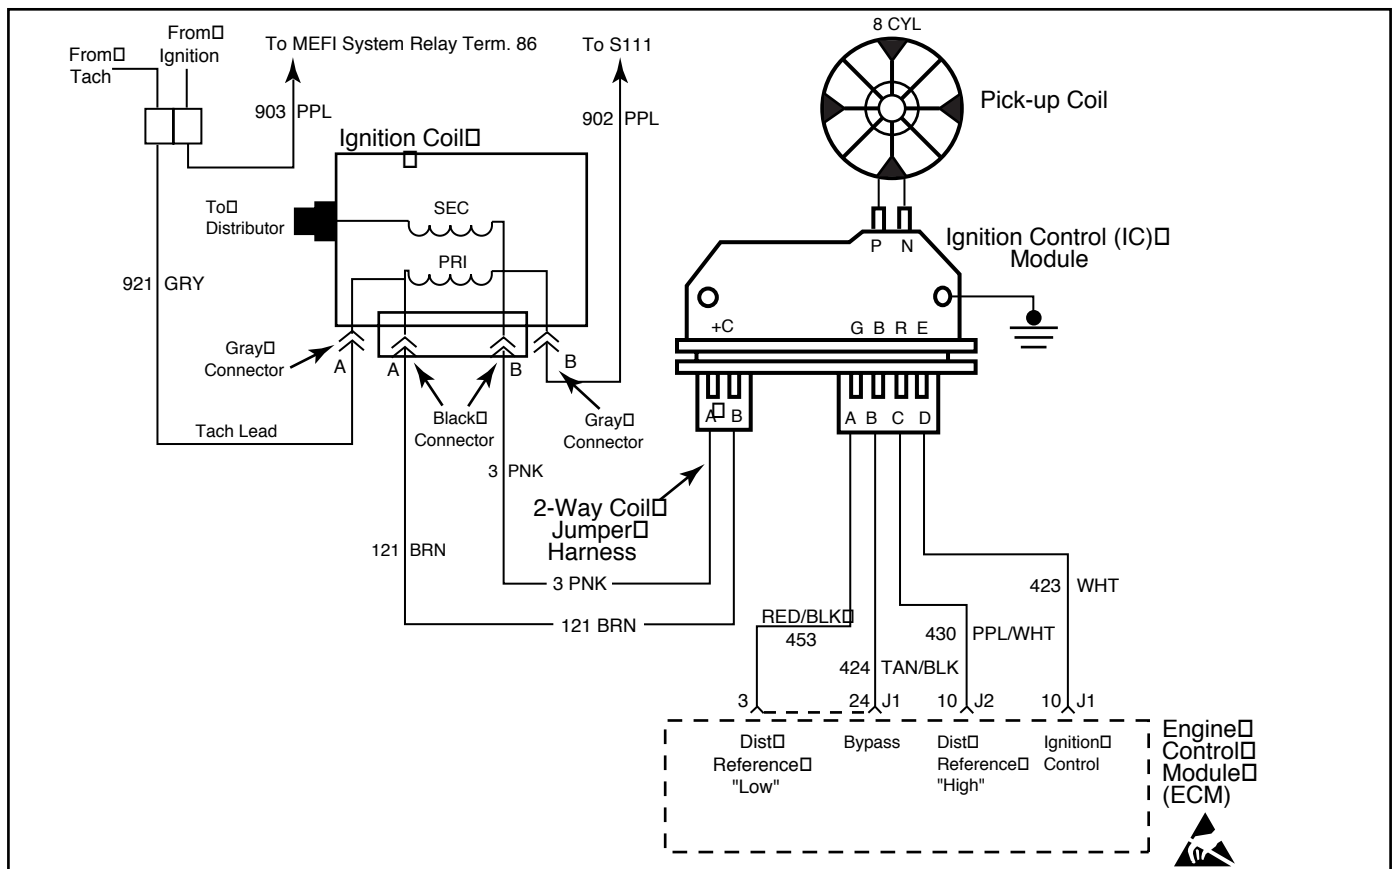 8 CYL
From□
Tach
From□
Ignition
To MEFI System Relay Term. 86
To S111
903 PPL
902 PPL
Pick-up Coil
Ignition Coil□
To□
Distributor
SEC
PRI
P N
Ignition Control (IC)□
Module
921 GRY
+C
G B R E
Gray□
Connector
A
A
B
B
Black□
Connector
Gray□
Connector
A□ B
A B C D
Tach Lead
3 PNK
2-Way Coil□
Jumper□
Harness
121 BRN
3 PNK
121 BRN
423 WHT
RED/BLK□
453
430 PPL/WHT
424 TAN/BLK
3
24 J1
10 J2
10 J1
Dist□
Reference□
"Low"
Bypass
Dist□
Reference□
"High"
Ignition□
Control
Engine□
Control□
Module□
(ECM)